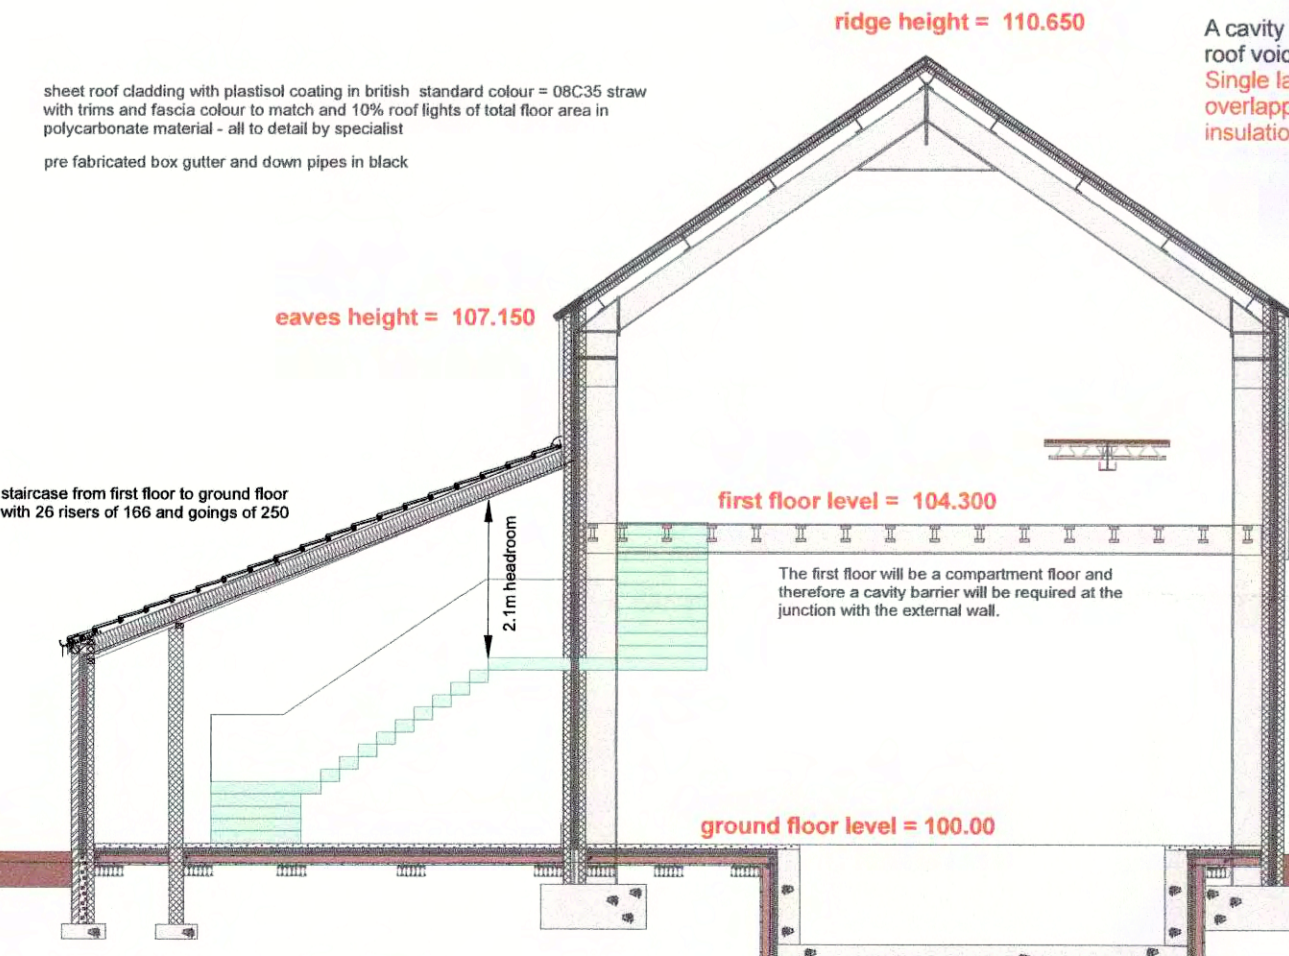 ridge height = 110.650
A cavity
roof void
Single la
overlapp
insulatio
sheet roof cladding with plastisol coating in british standard colour = 08C35 straw
with trims and fascia colour to match and 10% roof lights of total floor area in
polycarbonate material - all to detail by specialist
pre fabricated box gutter and down pipes in black
eaves height = 107.150
staircase from first floor to ground floor
with 26 risers of 166 and goings of 250
first floor level = 104.300
2.1m headroom
The first floor will be a compartment floor and
therefore a cavity barrier will be required at the
junction with the external wall.
ground floor level = 100.00